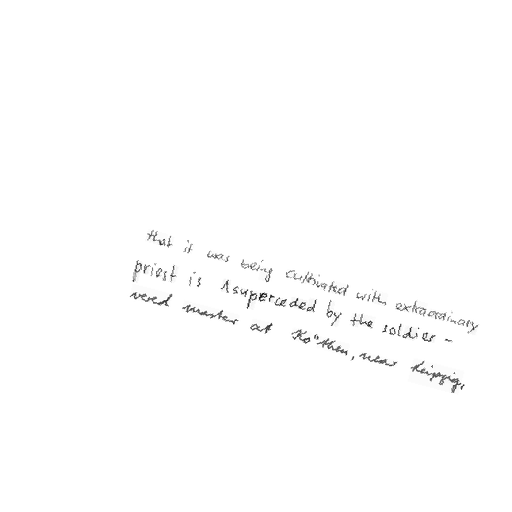 that it was being cultivated with extraordinary
priest is superceded by the soldier -
vered master at Ko"then, near Leipzig,